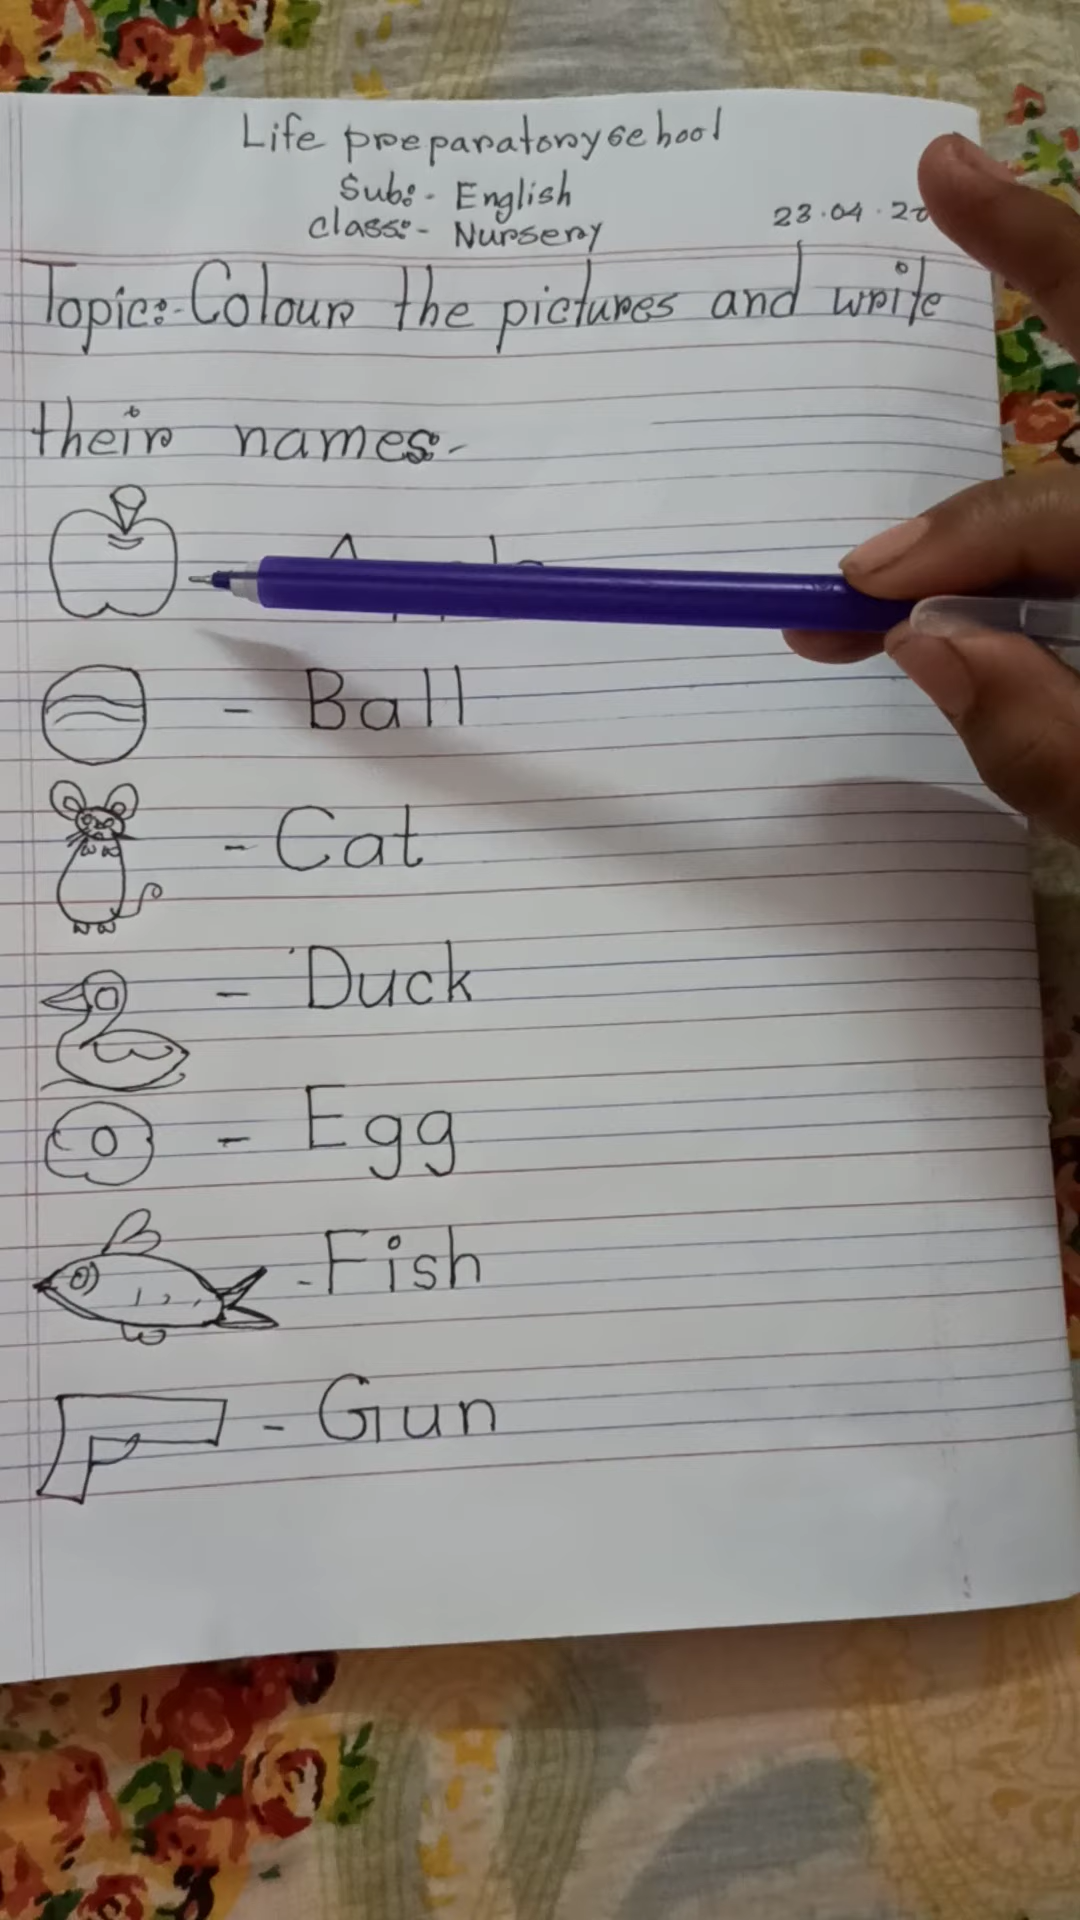 Life preparatory school
Sub:- English
class:- Nursery
23.04.20
Topic:- Colour the pictures and write
their names:-
- Ball
- Cat
- Duck
- Egg
- Fish
- Gun